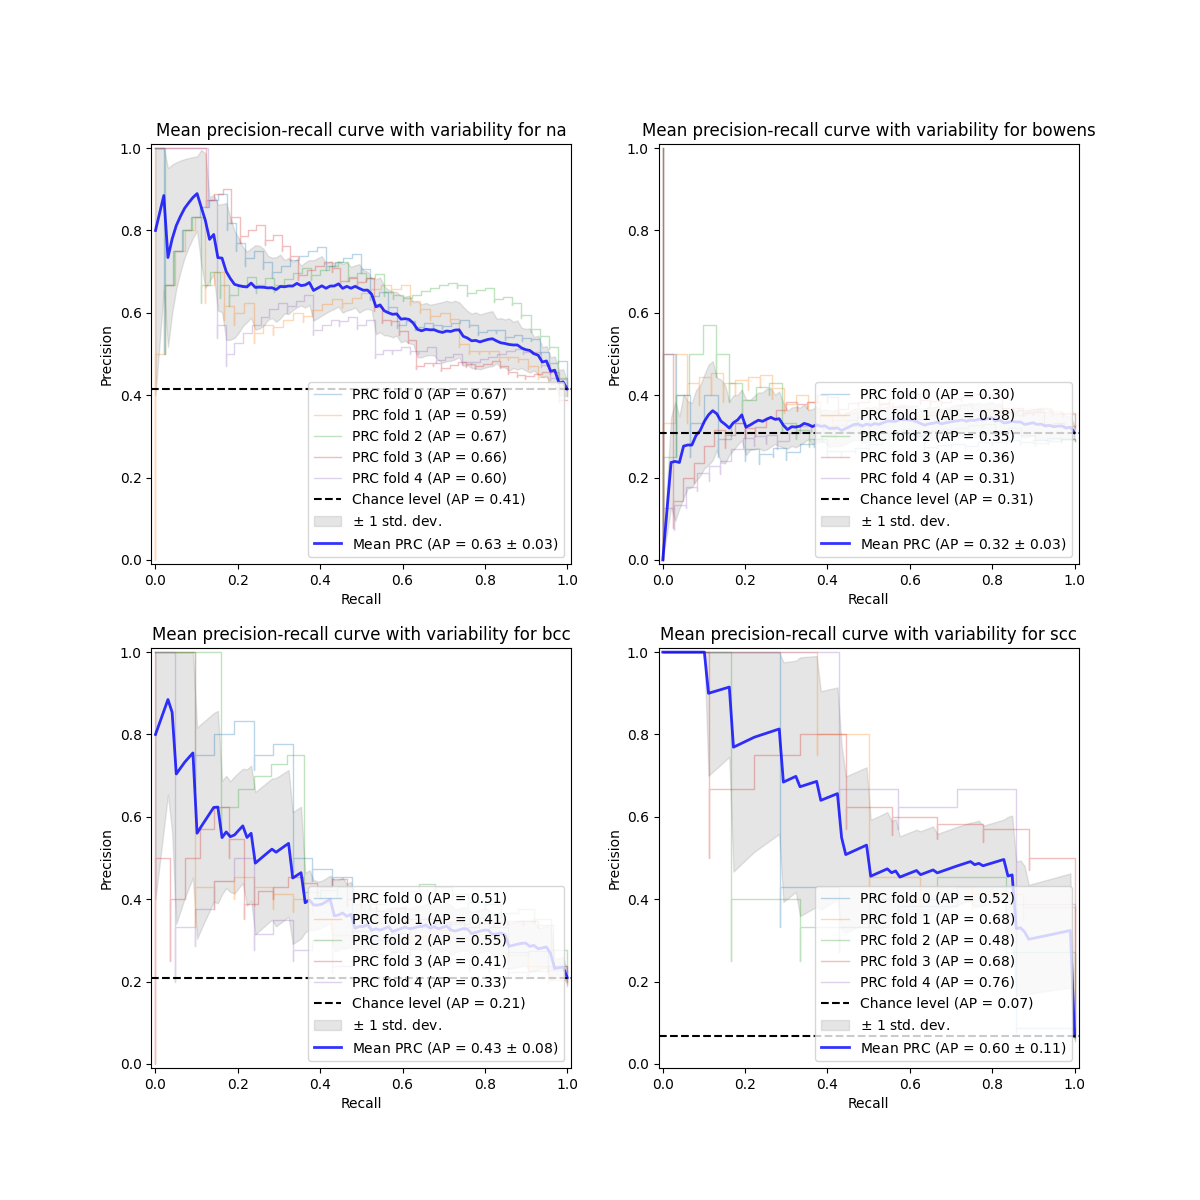 Mean precision-recall curve with variability for na
Precision
1.0
0.8
0.6
0.4
0.2
0.0
PRC fold 0 (AP = 0.67)
PRC fold 1 (AP = 0.59)
PRC fold 2 (AP = 0.67)
PRC fold 3 (AP = 0.66)
PRC fold 4 (AP = 0.60)
Chance level (AP = 0.41)
± 1 std. dev.
Mean PRC (AP = 0.63 ± 0.03)
0.0 0.2 0.4 0.6 0.8 1.0
Recall
Mean precision-recall curve with variability for bowens
Precision
1.0
0.8
0.6
0.4
0.2
0.0
PRC fold 0 (AP = 0.30)
PRC fold 1 (AP = 0.38)
PRC fold 2 (AP = 0.35)
PRC fold 3 (AP = 0.36)
PRC fold 4 (AP = 0.31)
Chance level (AP = 0.31)
± 1 std. dev.
Mean PRC (AP = 0.32 ± 0.03)
0.0 0.2 0.4 0.6 0.8 1.0
Recall
Mean precision-recall curve with variability for bcc
Precision
1.0
0.8
0.6
0.4
0.2
0.0
PRC fold 0 (AP = 0.51)
PRC fold 1 (AP = 0.41)
PRC fold 2 (AP = 0.55)
PRC fold 3 (AP = 0.41)
PRC fold 4 (AP = 0.33)
Chance level (AP = 0.21)
± 1 std. dev.
Mean PRC (AP = 0.43 ± 0.08)
0.0 0.2 0.4 0.6 0.8 1.0
Recall
Mean precision-recall curve with variability for scc
Precision
1.0
0.8
0.6
0.4
0.2
0.0
PRC fold 0 (AP = 0.52)
PRC fold 1 (AP = 0.68)
PRC fold 2 (AP = 0.48)
PRC fold 3 (AP = 0.68)
PRC fold 4 (AP = 0.76)
Chance level (AP = 0.07)
± 1 std. dev.
Mean PRC (AP = 0.60 ± 0.11)
0.0 0.2 0.4 0.6 0.8 1.0
Recall